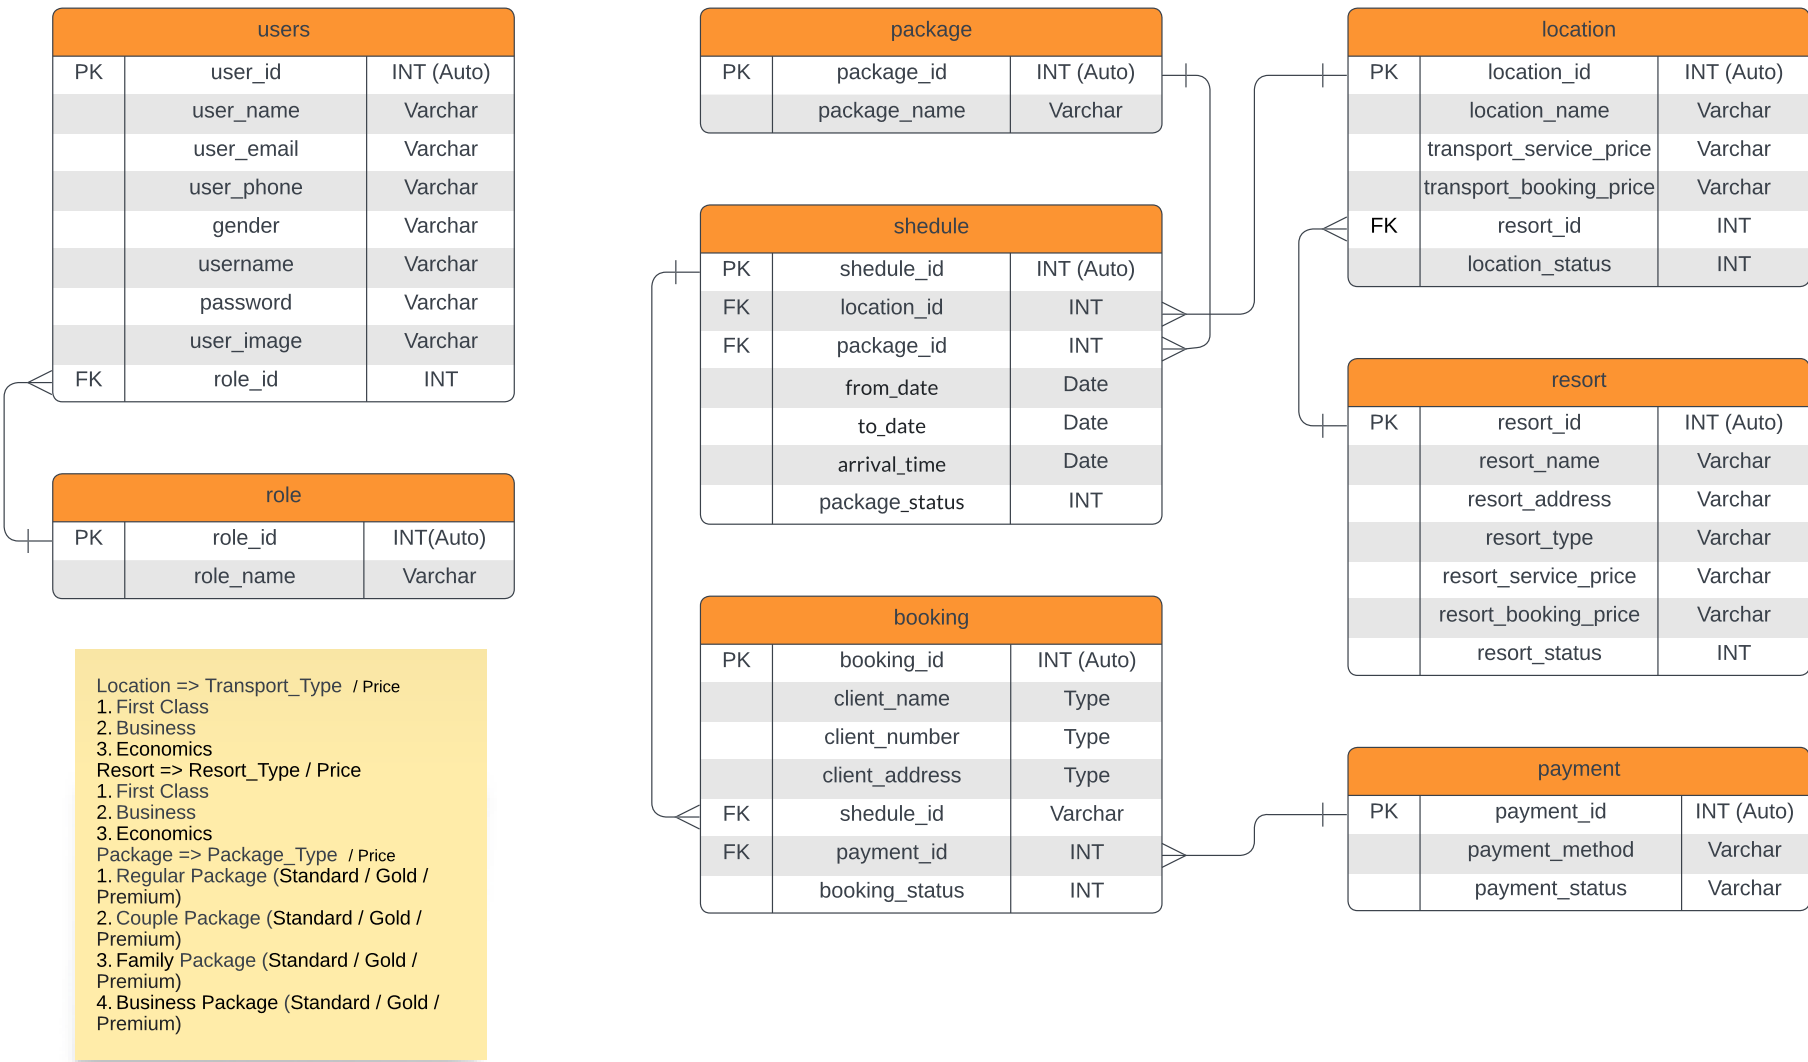 users
PK user_id INT (Auto)
user_name Varchar
user_email Varchar
user_phone Varchar
gender Varchar
username Varchar
password Varchar
user_image Varchar
FK role_id INT
role
PK role_id INT(Auto)
role_name Varchar
Location => Transport_Type / Price
1. First Class
2. Business
3. Economics
Resort => Resort_Type / Price
1. First Class
2. Business
3. Economics
Package => Package_Type / Price
1. Regular Package (Standard / Gold /
Premium)
2. Couple Package (Standard / Gold /
Premium)
3. Family Package (Standard / Gold /
Premium)
4. Business Package (Standard / Gold /
Premium)
package
PK package_id INT (Auto)
package_name Varchar
shedule
PK shedule_id INT (Auto)
FK location_id INT
FK package_id INT
from_date Date
to_date Date
arrival_time Date
package_status INT
booking
PK booking_id INT (Auto)
client_name Type
client_number Type
client_address Type
FK shedule_id Varchar
FK payment_id INT
booking_status INT
location
PK location_id INT (Auto)
location_name Varchar
transport_service_price Varchar
transport_booking_price Varchar
FK resort_id INT
location_status INT
resort
PK resort_id INT (Auto)
resort_name Varchar
resort_address Varchar
resort_type Varchar
resort_service_price Varchar
resort_booking_price Varchar
resort_status INT
payment
PK payment_id INT (Auto)
payment_method Varchar
payment_status Varchar